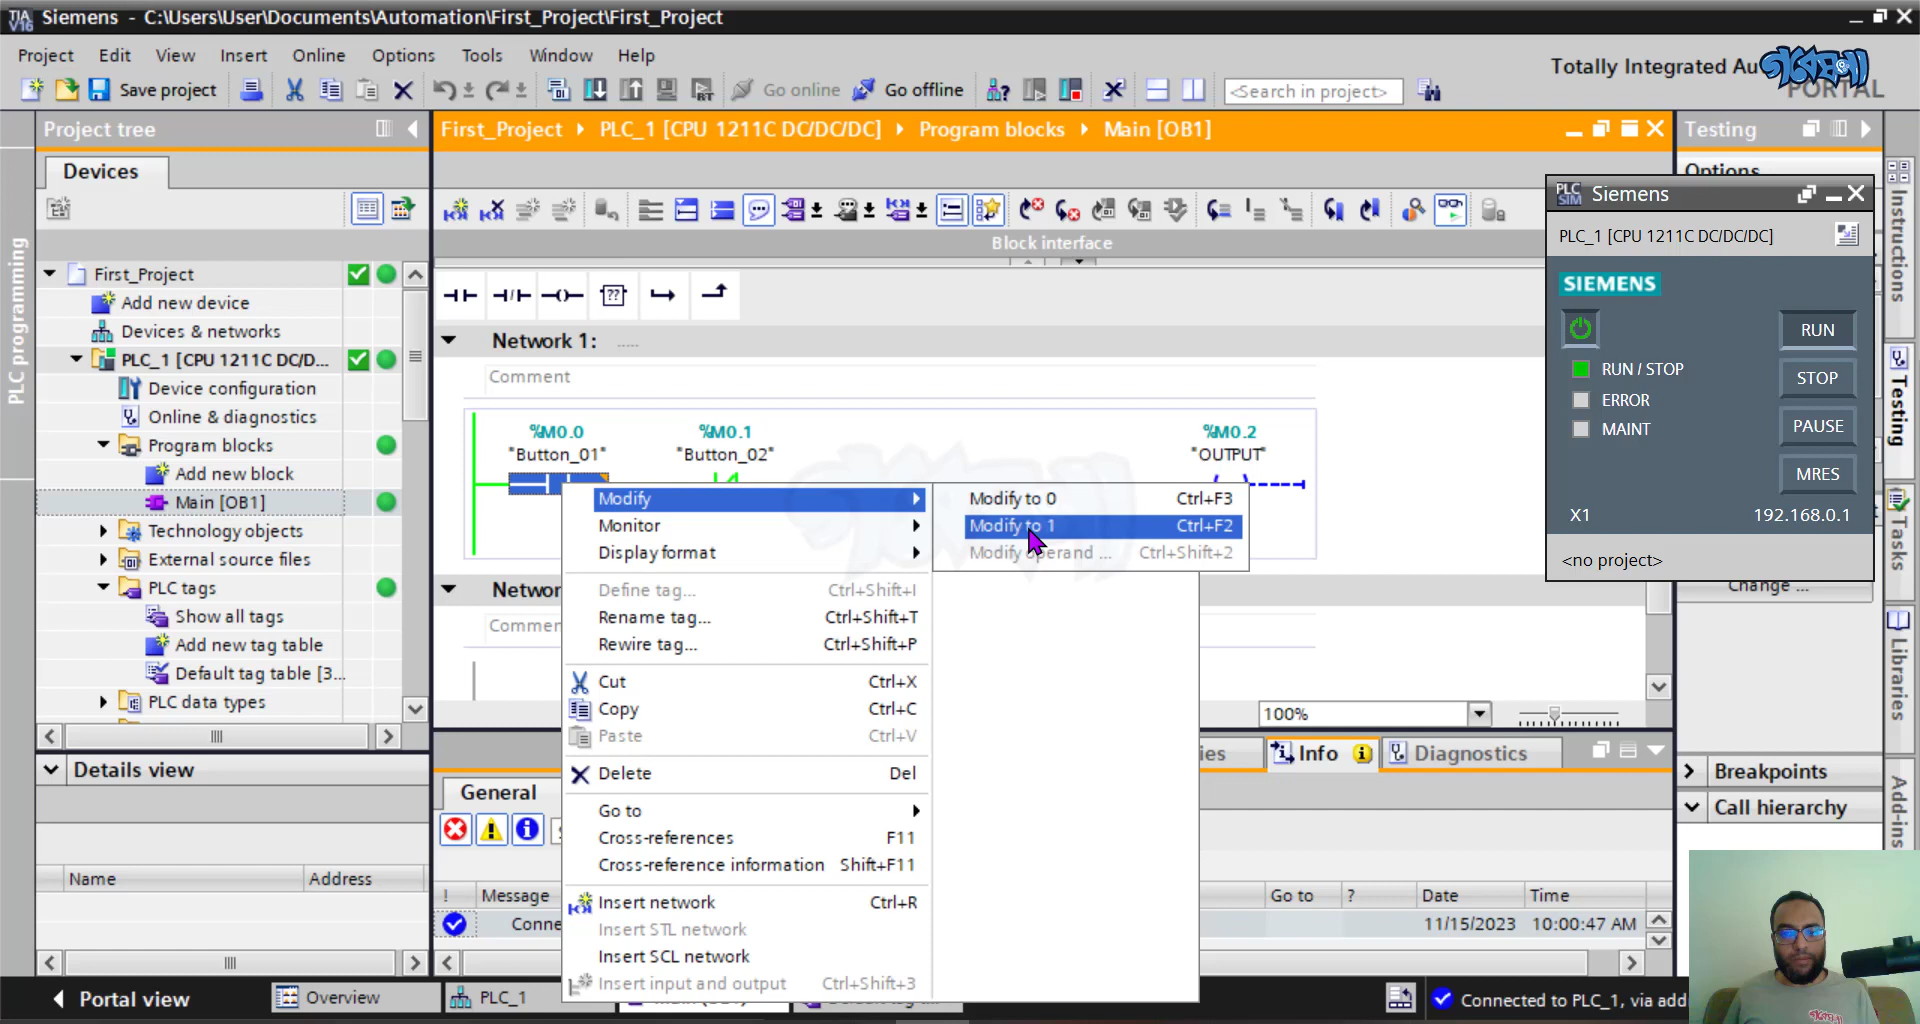 TIA V16 Siemens - C:\Users\User\Documents\Automation\First_Project\First_Project
Project Edit View Insert Online Options Tools Window Help
Save project Go online Go offline <Search in project>
Totally Integrated Au
PORTAL
Project tree
Devices
PLC programming
First_Project
Add new device
Devices & networks
PLC_1 [CPU 1211C DC/D...
Device configuration
Online & diagnostics
Program blocks
Add new block
Main [OB1]
Technology objects
External source files
PLC tags
Show all tags
Add new tag table
Default tag table [3...
PLC data types
Details view
Name Address
First_Project PLC_1 [CPU 1211C DC/DC/DC] Program blocks Main [OB1]
Block interface
??
Network 1: .....
Comment
%M0.0 %M0.1 %M0.2
"Button_01" "Button_02" "OUTPUT"
Networ
Commer
Modify
Monitor
Display format
Define tag... Ctrl+Shift+I
Rename tag... Ctrl+Shift+T
Rewire tag... Ctrl+Shift+P
Cut Ctrl+X
Copy Ctrl+C
Paste Ctrl+V
Delete Del
Go to
Cross-references F11
Cross-reference information Shift+F11
Insert network Ctrl+R
Insert STL network
Insert SCL network
Insert input and output Ctrl+Shift+3
Modify to 0 Ctrl+F3
Modify to 1 Ctrl+F2
Modify operand ... Ctrl+Shift+2
100%
ies Info Diagnostics
General
! Message Go to ? Date Time
Conne 11/15/2023 10:00:47 AM
Testing
Options
PLC SIM Siemens
PLC_1 [CPU 1211C DC/DC/DC]
SIEMENS
RUN
RUN / STOP STOP
ERROR
MAINT PAUSE
MRES
X1 192.168.0.1
<no project>
Change ...
Breakpoints
Call hierarchy
Instructions
Testing
Tasks
Libraries
Add-ins
Portal view Overview PLC_1
Connected to PLC_1, via add